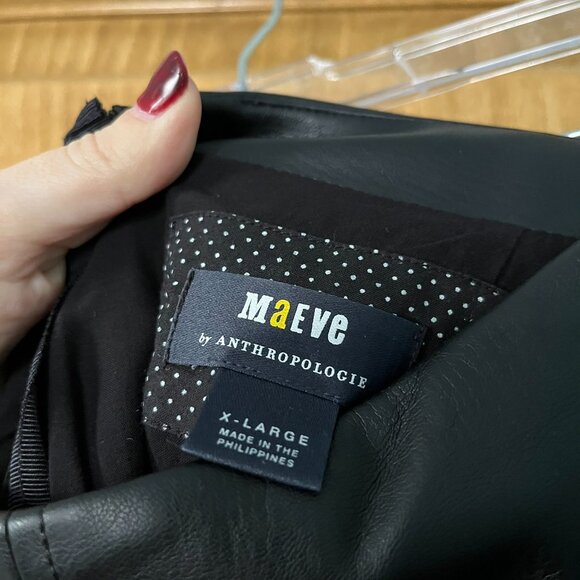 MaEVe
by ANTHROPOLOGIE
X-LARGE
MADE IN THE
PHILIPPINES